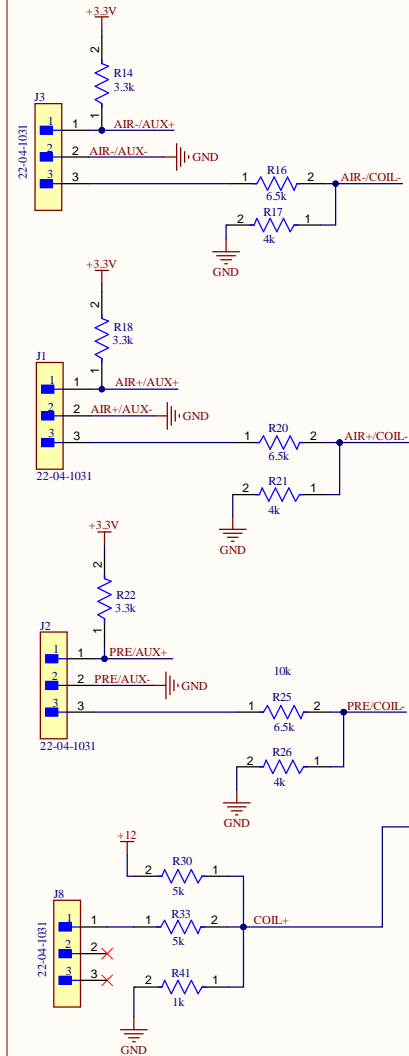 +3.3V
2
R14
3.3k
J3
1
1
1
AIR-/AUX+
22-04-1031
2
2
AIR-/AUX-
GND
3
3
1
R16
2
AIR-/COIL-
6.5k
2
R17
1
4k
GND
+3.3V
2
R18
3.3k
J1
1
1
1
AIR+/AUX+
2
2
AIR+/AUX-
GND
3
3
1
R20
2
AIR+/COIL-
6.5k
22-04-1031
2
R21
1
4k
GND
+3.3V
2
R22
3.3k
J2
1
1
1
PRE/AUX+
2
2
PRE/AUX-
GND
10k
3
3
1
R25
2
PRE/COIL-
6.5k
22-04-1031
2
R26
1
4k
GND
+12
2
R30
1
5k
J8
22-04-1031
1
1
1
R33
2
COIL+
5k
2
2
3
3
2
R41
1
1k
GND